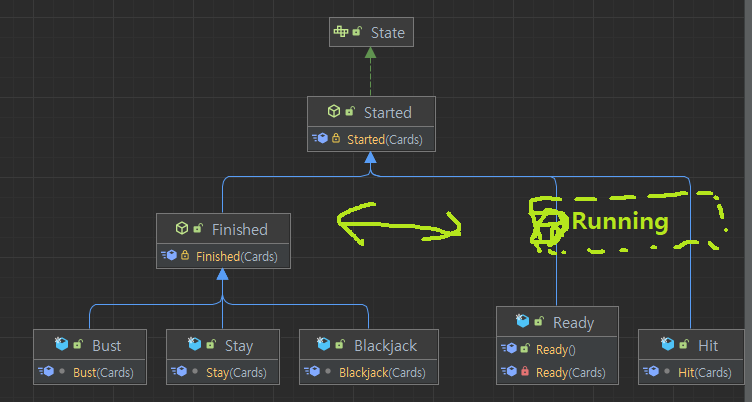 State
Started
Started(Cards)
Running
Finished
Finished(Cards)
Ready
Ready()
Ready(Cards)
Bust
Bust(Cards)
Stay
Stay(Cards)
Blackjack
Blackjack(Cards)
Hit
Hit(Cards)